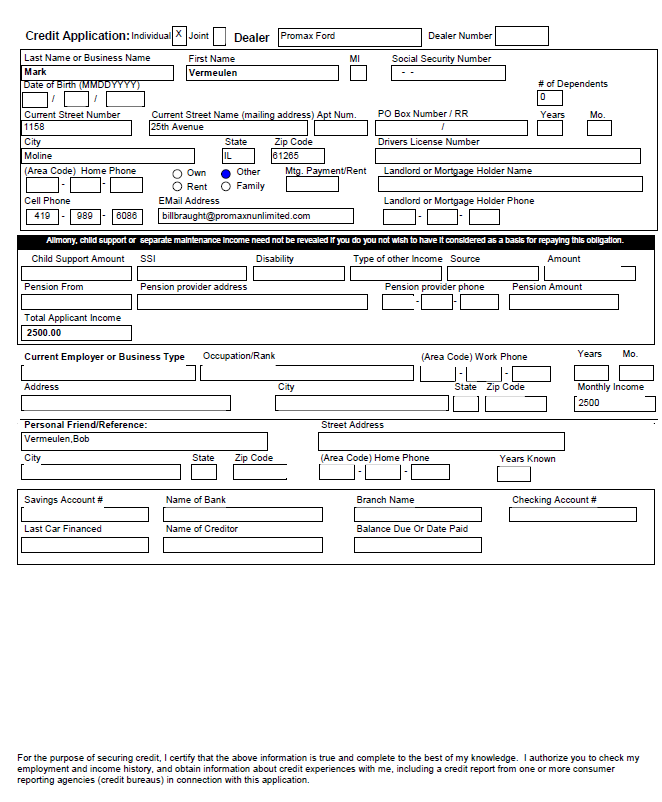 Credit Application: Individual X Joint Dealer Promax Ford Dealer Number
Last Name or Business Name First Name MI Social Security Number
Mark Vermeulen - -
Date of Birth (MMDDYYYY) # of Dependents
/ / 0
Current Street Number Current Street Name (mailing address) Apt Num. PO Box Number / RR Years Mo.
1158 25th Avenue /
City State Zip Code Drivers License Number
Moline IL 61265
(Area Code) Home Phone Own Other Mtg. Payment/Rent Landlord or Mortgage Holder Name
- - Rent Family
Cell Phone EMail Address Landlord or Mortgage Holder Phone
419 - 989 - 6086 billbraught@promaxnunlimited.com - -
Alimony, child support or separate maintenance income need not be revealed if you do you not wish to have it considered as a basis for repaying this obligation.
Child Support Amount SSI Disability Type of other Income Source Amount
Pension From Pension provider address Pension provider phone Pension Amount
- -
Total Applicant Income
2500.00
Current Employer or Business Type Occupation/Rank (Area Code) Work Phone Years Mo.
- -
Address City State Zip Code Monthly Income
2500
Personal Friend/Reference: Street Address
Vermeulen,Bob
City State Zip Code (Area Code) Home Phone Years Known
- -
Savings Account # Name of Bank Branch Name Checking Account #
Last Car Financed Name of Creditor Balance Due Or Date Paid
For the purpose of securing credit, I certify that the above information is true and complete to the best of my knowledge. I authorize you to check my
employment and income history, and obtain information about credit experiences with me, including a credit report from one or more consumer
reporting agencies (credit bureaus) in connection with this application.